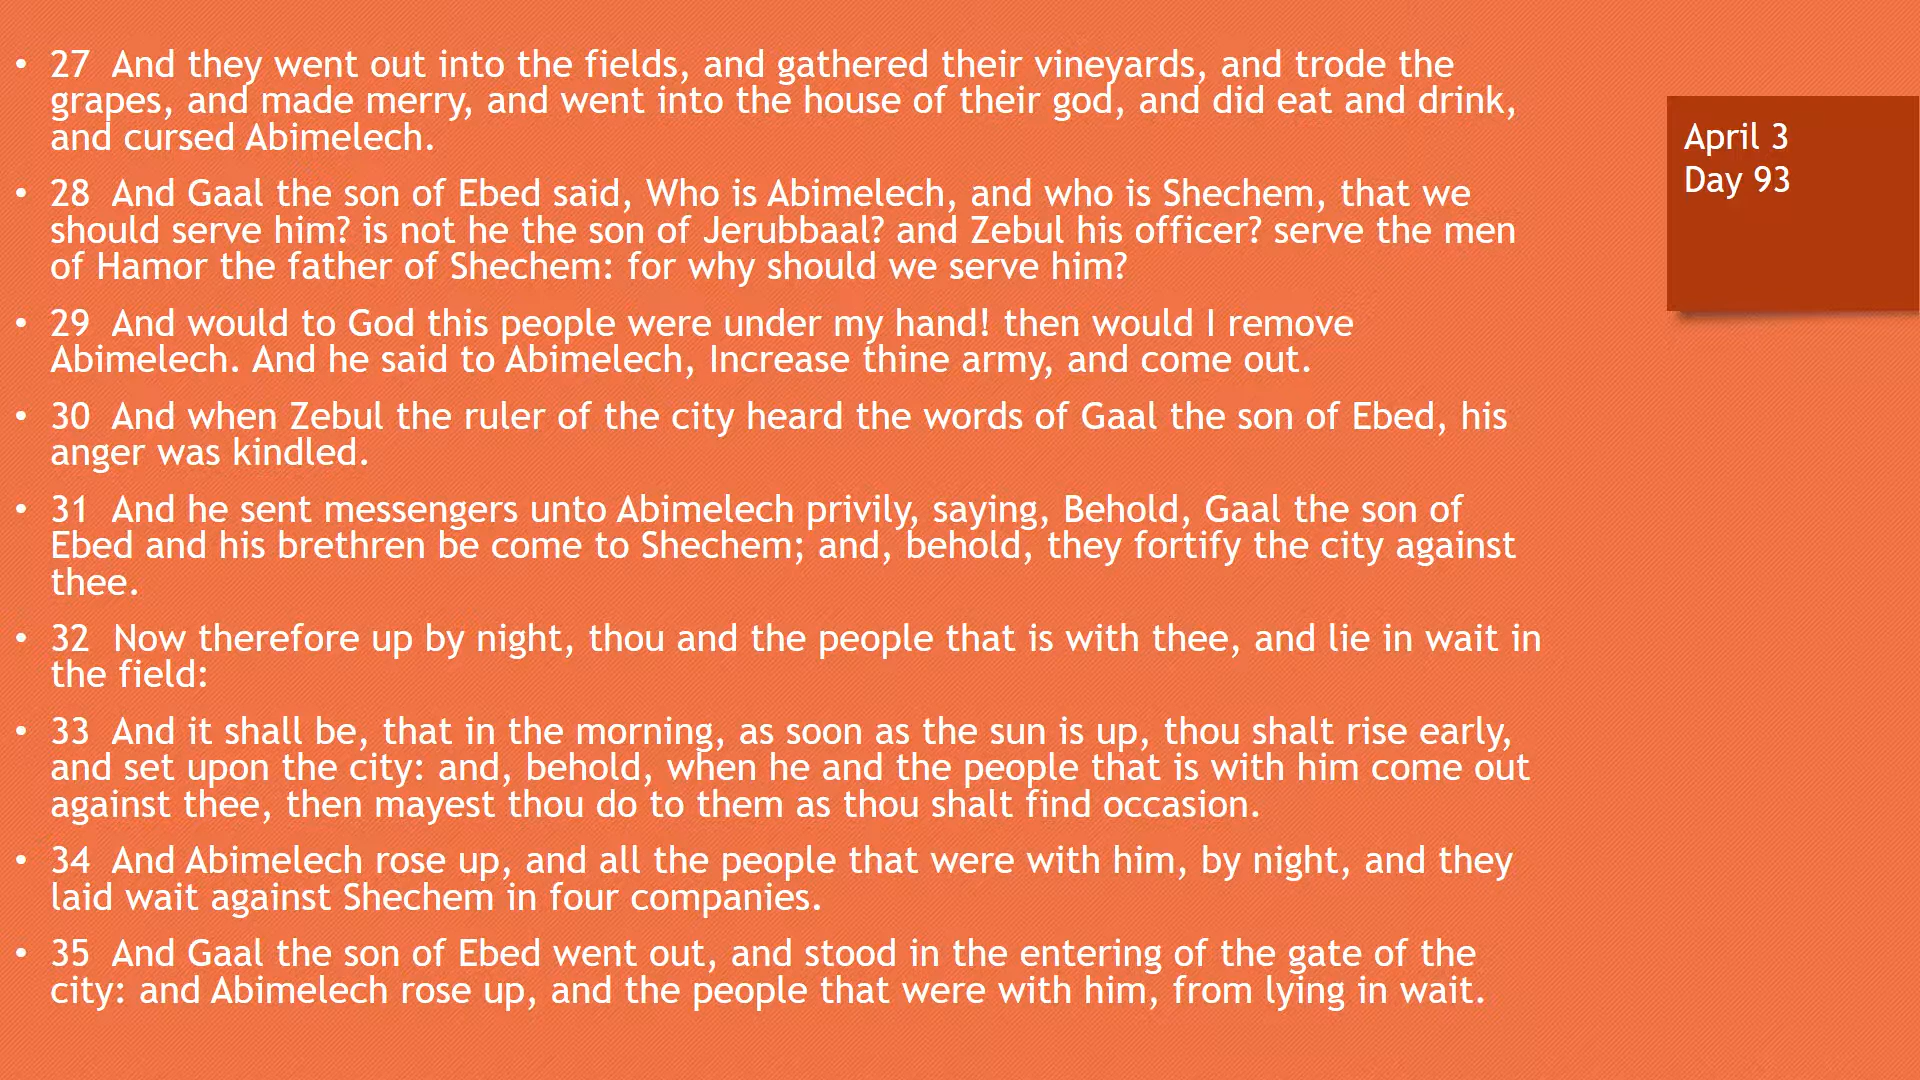 • 27 And they went out into the fields, and gathered their vineyards, and trode the
grapes, and made merry, and went into the house of their god, and did eat and drink,
and cursed Abimelech.
• 28 And Gaal the son of Ebed said, Who is Abimelech, and who is Shechem, that we
should serve him? is not he the son of Jerubbaal? and Zebul his officer? serve the men
of Hamor the father of Shechem: for why should we serve him?
• 29 And would to God this people were under my hand! then would I remove
Abimelech. And he said to Abimelech, Increase thine army, and come out.
• 30 And when Zebul the ruler of the city heard the words of Gaal the son of Ebed, his
anger was kindled.
• 31 And he sent messengers unto Abimelech privily, saying, Behold, Gaal the son of
Ebed and his brethren be come to Shechem; and, behold, they fortify the city against
thee.
• 32 Now therefore up by night, thou and the people that is with thee, and lie in wait in
the field:
• 33 And it shall be, that in the morning, as soon as the sun is up, thou shalt rise early,
and set upon the city: and, behold, when he and the people that is with him come out
against thee, then mayest thou do to them as thou shalt find occasion.
• 34 And Abimelech rose up, and all the people that were with him, by night, and they
laid wait against Shechem in four companies.
• 35 And Gaal the son of Ebed went out, and stood in the entering of the gate of the
city: and Abimelech rose up, and the people that were with him, from lying in wait.
April 3
Day 93